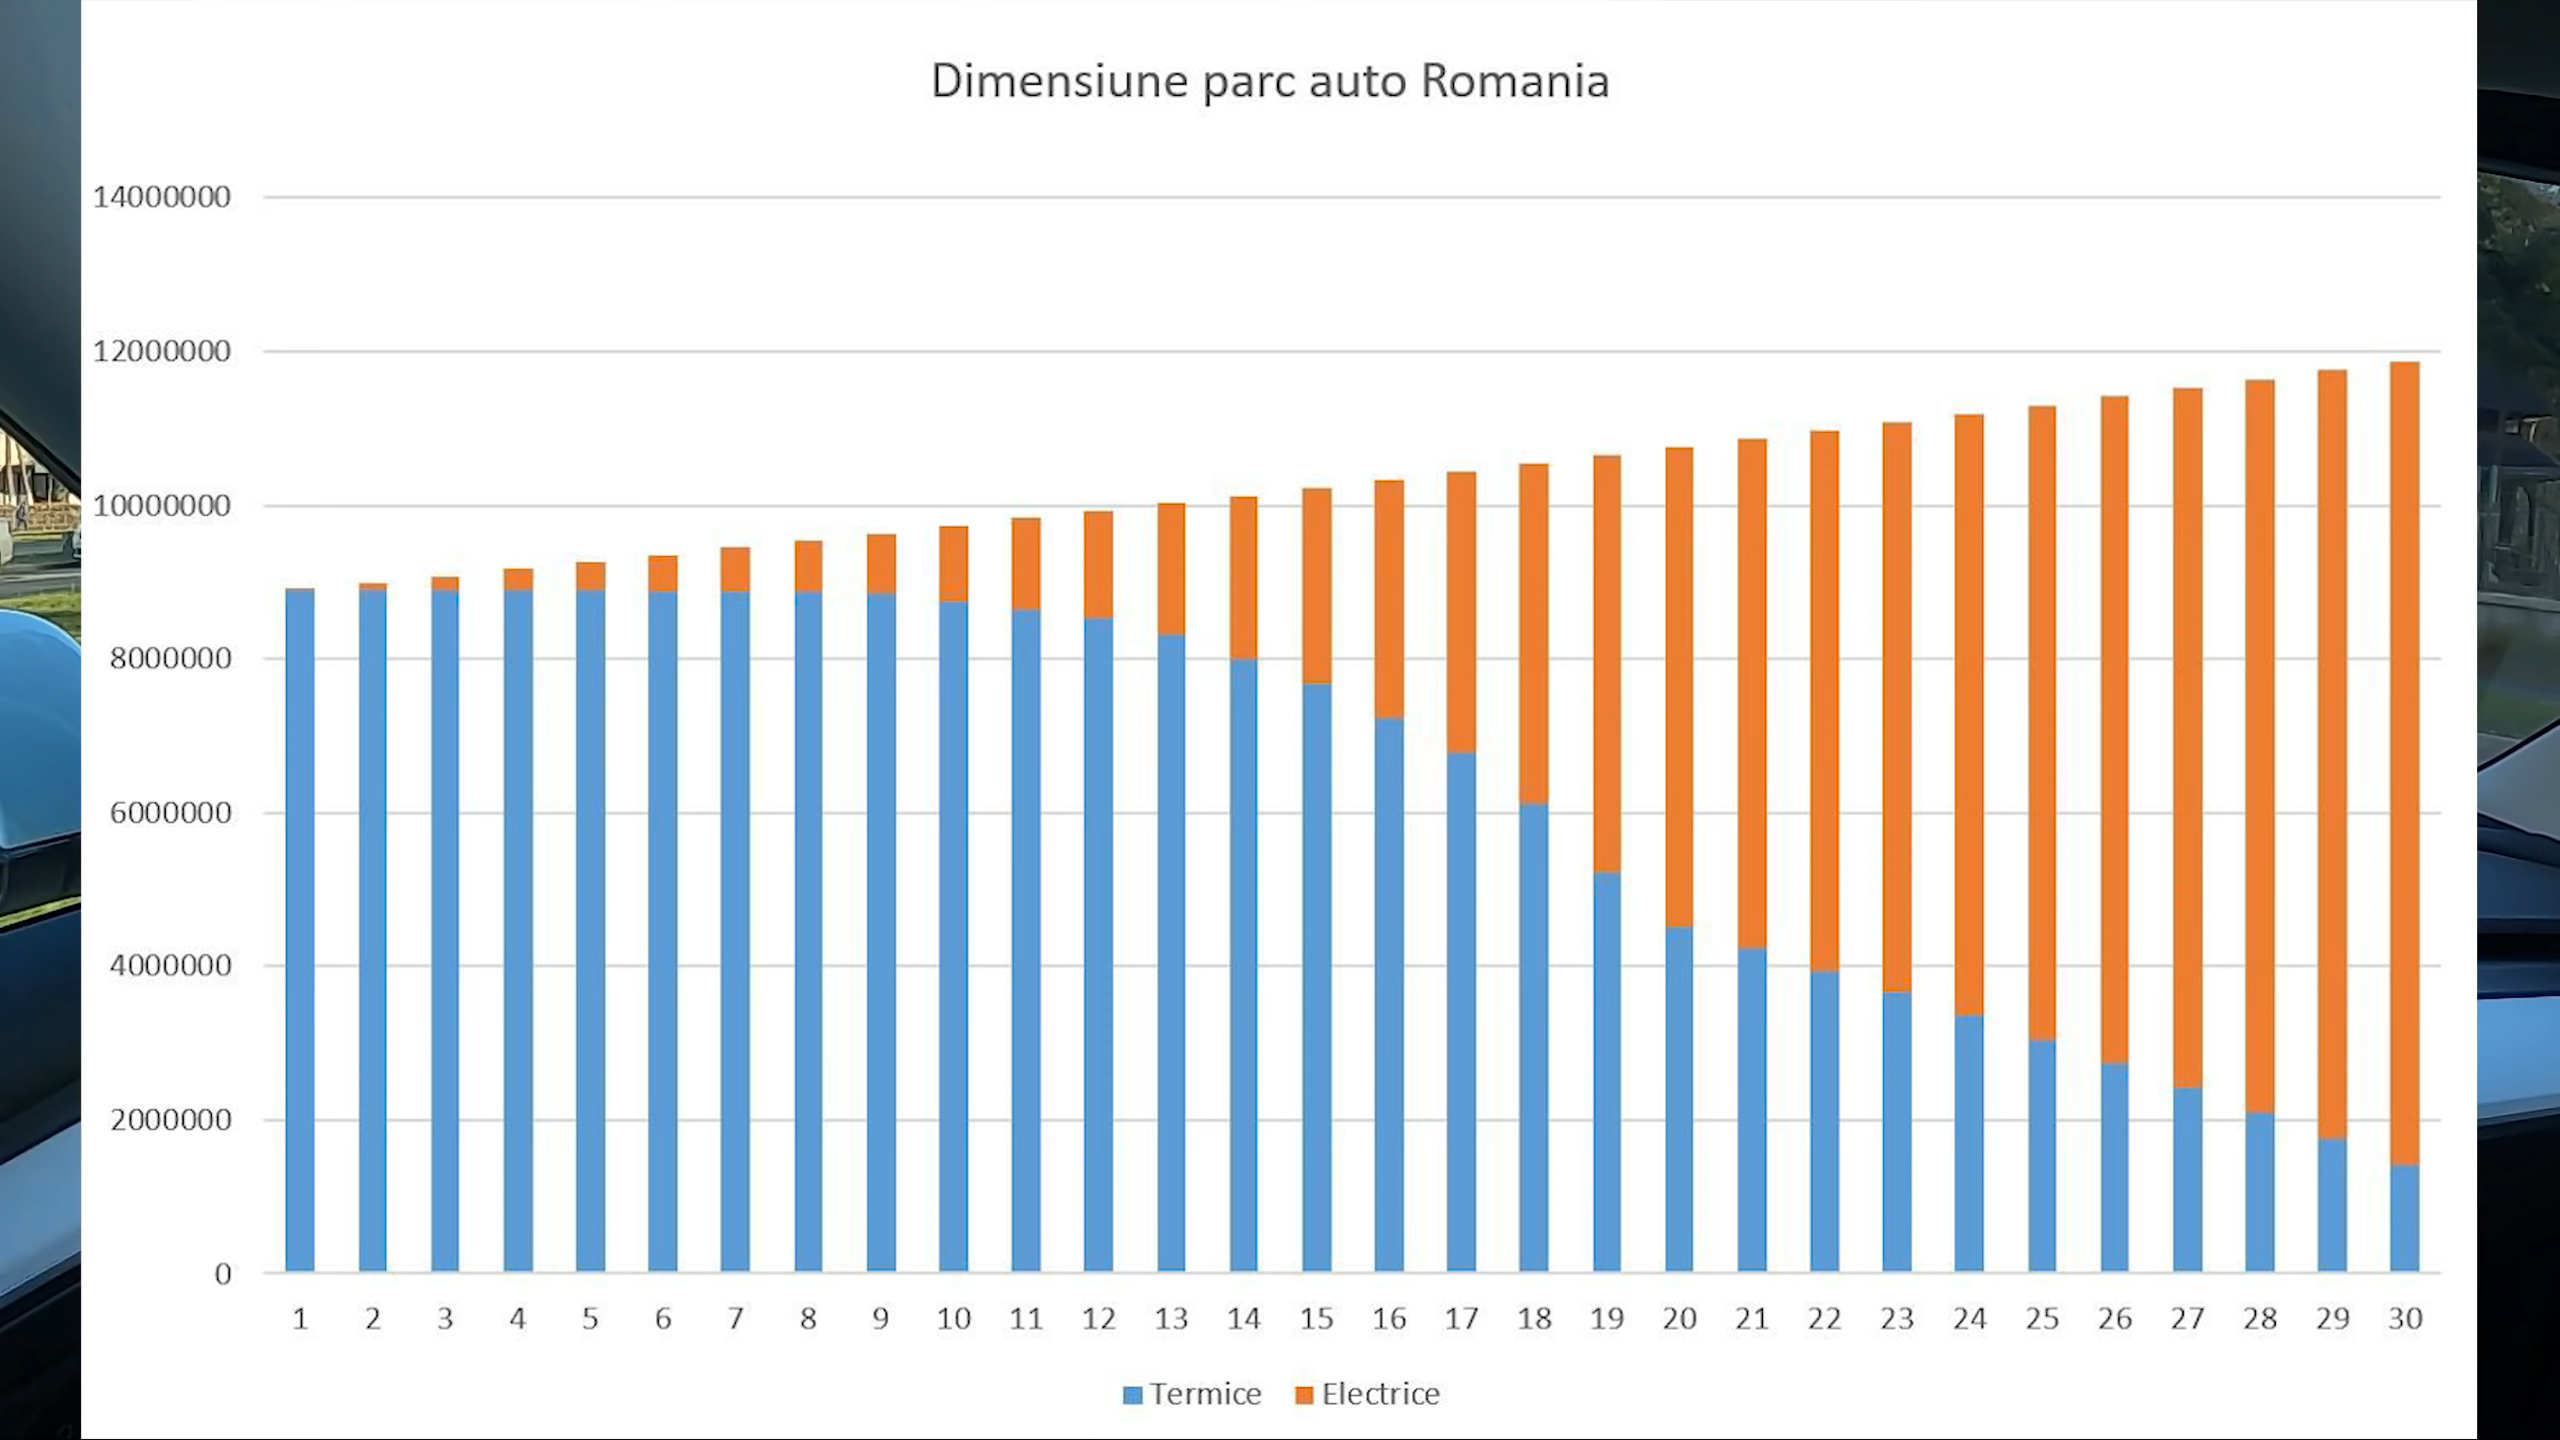 Dimensiune parc auto Romania
14000000
12000000
10000000
8000000
6000000
4000000
2000000
0
1 2 3 4 5 6 7 8 9 10 11 12 13 14 15 16 17 18 19 20 21 22 23 24 25 26 27 28 29 30
Termice Electrice